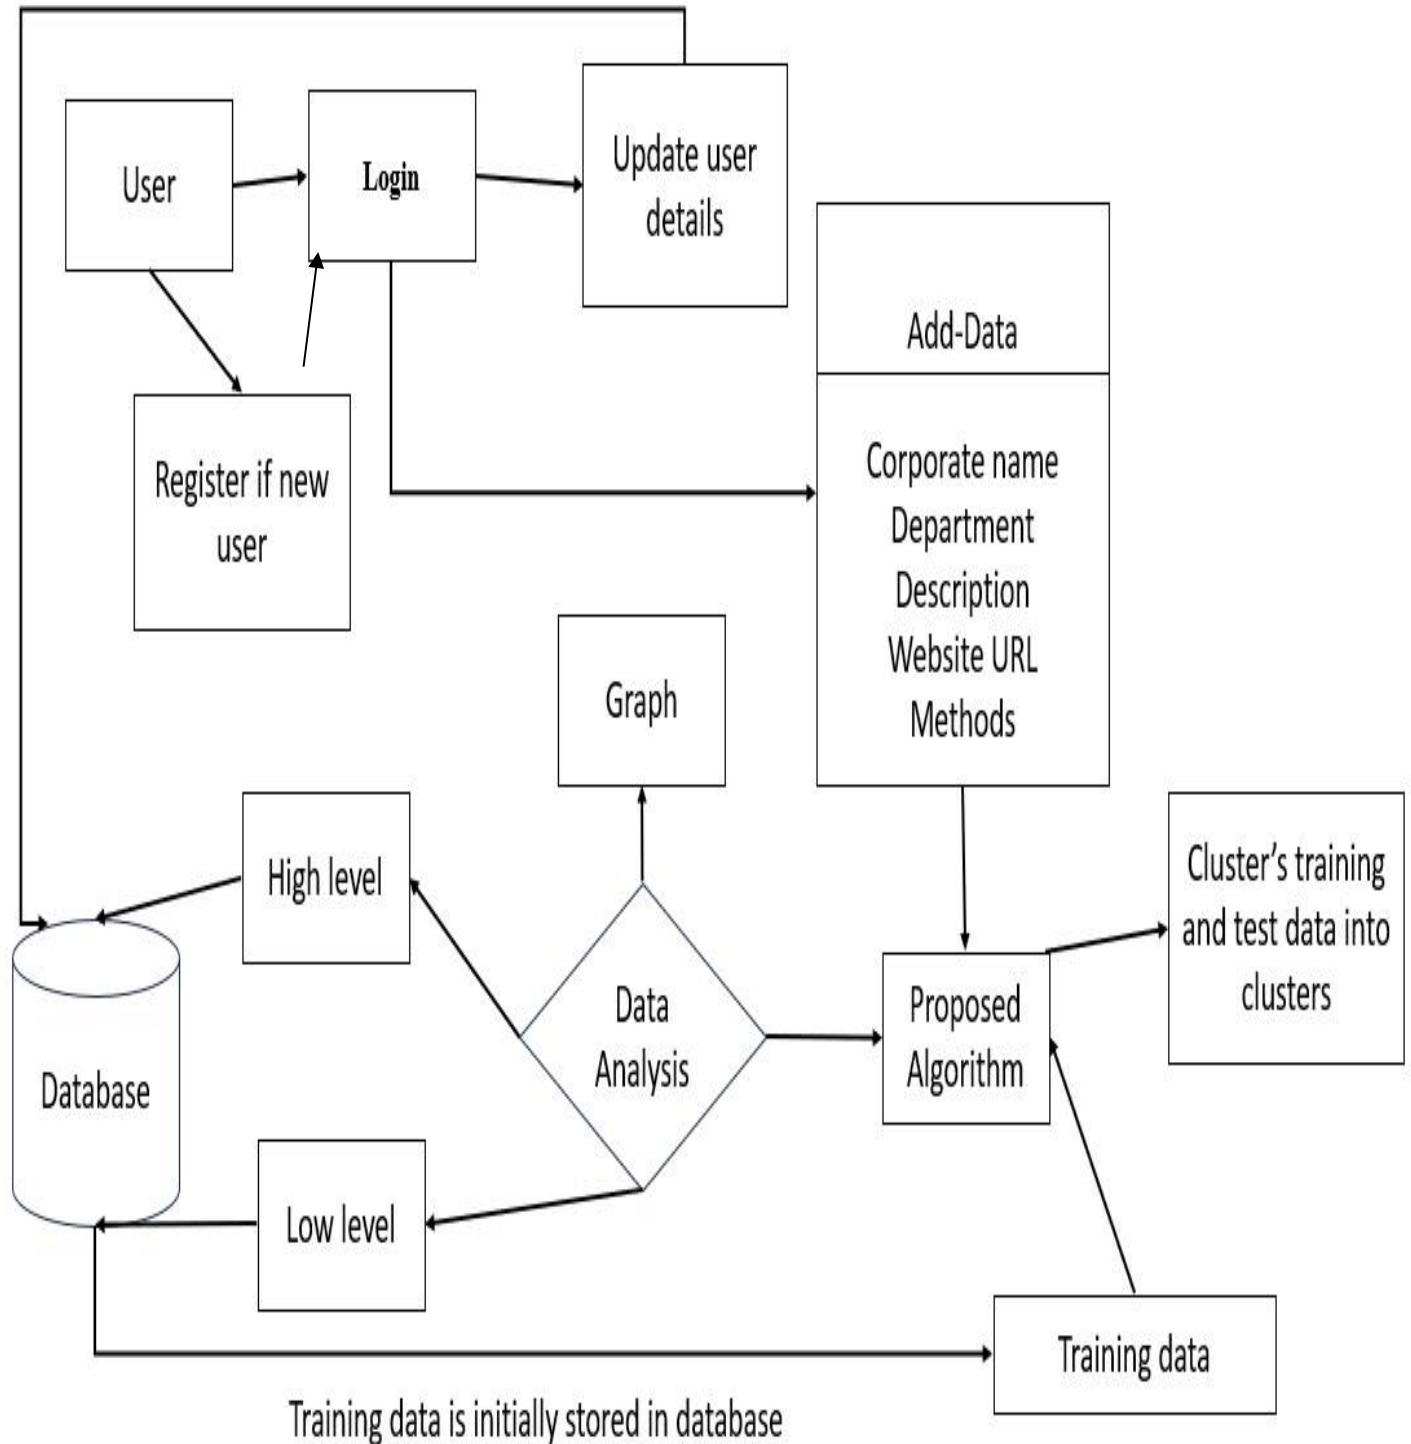 User
Login
Update user
details
Add-Data
Register if new
user
Corporate name
Department
Description
Website URL
Methods
Graph
High level
Cluster’s training
and test data into
clusters
Data
Analysis
Proposed
Algorithm
Database
Low level
Training data
Training data is initially stored in database